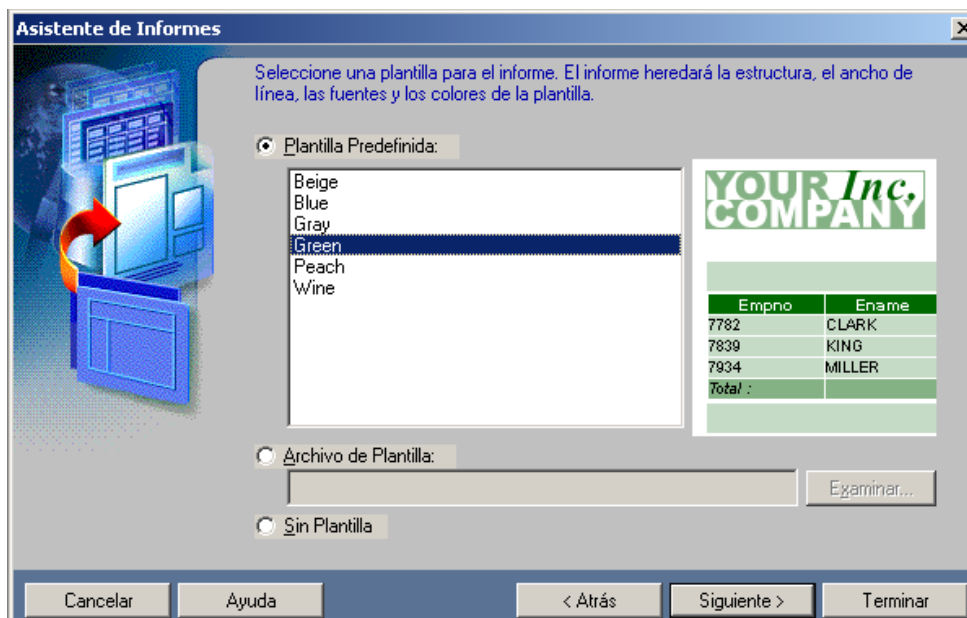 Asistente de Informes
Seleccione una plantilla para el informe. El informe heredará la estructura, el ancho de
línea, las fuentes y los colores de la plantilla.
Plantilla Predefinida:
Beige
Blue
Gray
Green
Peach
Wine
YOUR Inc.
COMPANY
Empno Ename
7782 CLARK
7839 KING
7934 MILLER
Total :
Archivo de Plantilla:
Examinar...
Sin Plantilla
Cancelar Ayuda < Atrás Siguiente > Terminar